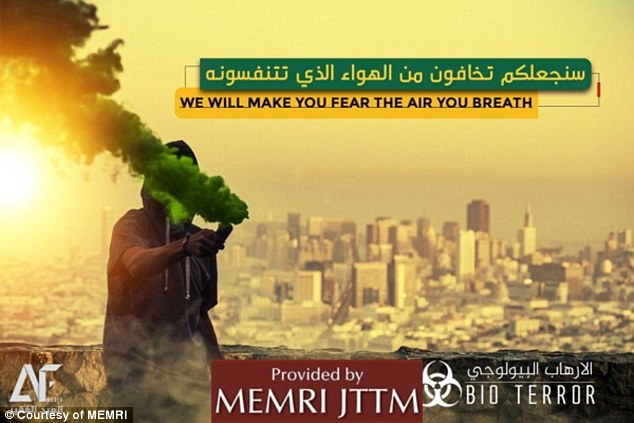 سنجعلكم تخافون من الهواء الذي تتنفسونه
WE WILL MAKE YOU FEAR THE AIR YOU BREATH
Provided by
MEMRI JTTM
الارهاب البيولوجي
BIO TERROR
AF
MEDIA
© Courtesy of MEMRI